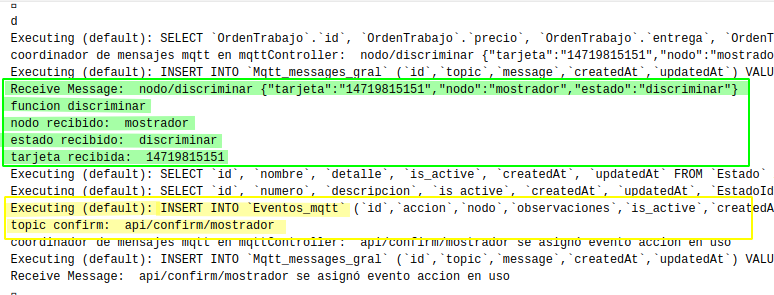 d
Executing (default): SELECT `OrdenTrabajo`.`id`, `OrdenTrabajo`.`precio`, `OrdenTrabajo`.`entrega`, `OrdenT
coordinador de mensajes mqtt en mqttController:  nodo/discriminar {"tarjeta":"14719815151","nodo":"mostrado
Executing (default): INSERT INTO `Mqtt_messages_gral` (`id`,`topic`,`message`,`createdAt`,`updatedAt`) VALU
Receive Message:  nodo/discriminar {"tarjeta":"14719815151","nodo":"mostrador","estado":"discriminar"}
funcion discriminar
nodo recibido:  mostrador
estado recibido:  discriminar
tarjeta recibida:  14719815151
Executing (default): SELECT `id`, `nombre`, `detalle`, `is_active`, `createdAt`, `updatedAt` FROM `Estado`
Executing (default): SELECT `id`, `numero`, `descripcion`, `is_active`, `createdAt`, `updatedAt`, `EstadoId
Executing (default): INSERT INTO `Eventos_mqtt` (`id`,`accion`,`nodo`,`observaciones`,`is_active`,`createdA
topic confirm:  api/confirm/mostrador
coordinador de mensajes mqtt en mqttController:  api/confirm/mostrador se asignó evento accion en uso
Executing (default): INSERT INTO `Mqtt_messages_gral` (`id`,`topic`,`message`,`createdAt`,`updatedAt`) VALU
Receive Message:  api/confirm/mostrador se asignó evento accion en uso